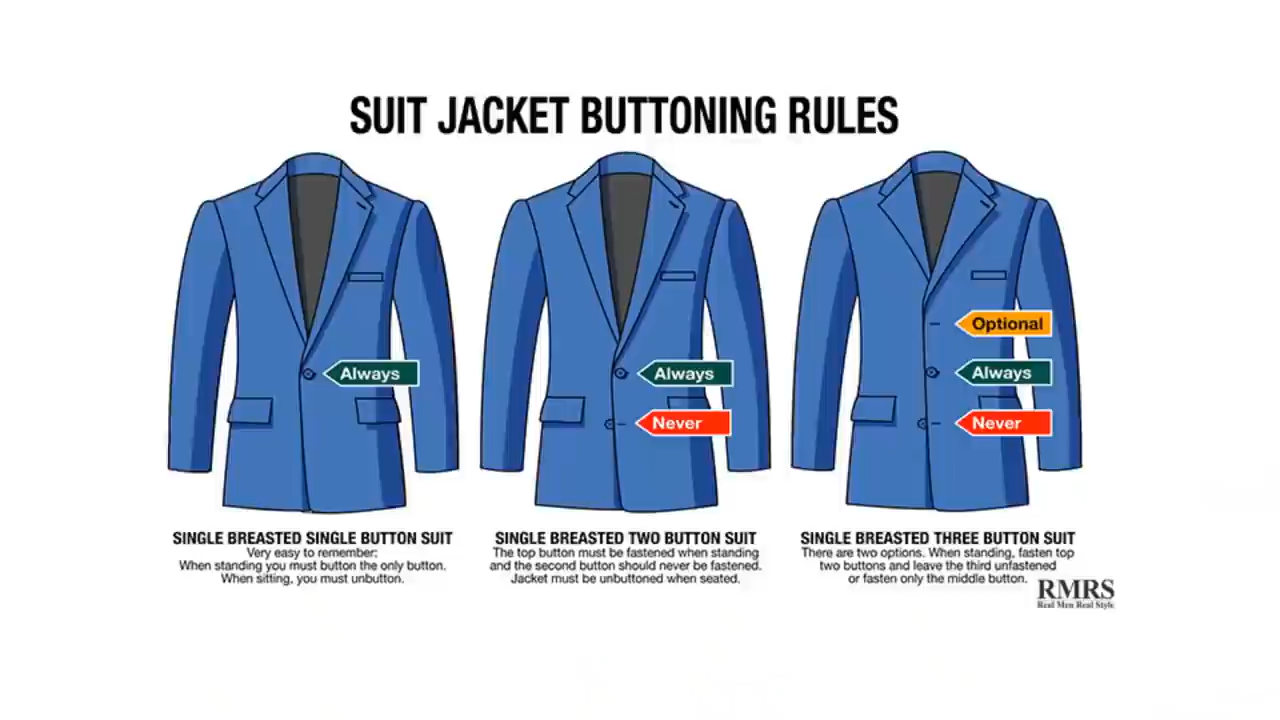 SUIT JACKET BUTTONING RULES
Always
Always
Never
Optional
Always
Never
SINGLE BREASTED SINGLE BUTTON SUIT
Very easy to remember;
When standing you must button the only button.
When sitting, you must unbutton.
SINGLE BREASTED TWO BUTTON SUIT
The top button must be fastened when standing
and the second button should never be fastened.
Jacket must be unbuttoned when seated.
SINGLE BREASTED THREE BUTTON SUIT
There are two options. When standing, fasten top
two buttons and leave the third unfastened
or fasten only the middle button.
RMRS
Real Men Real Style